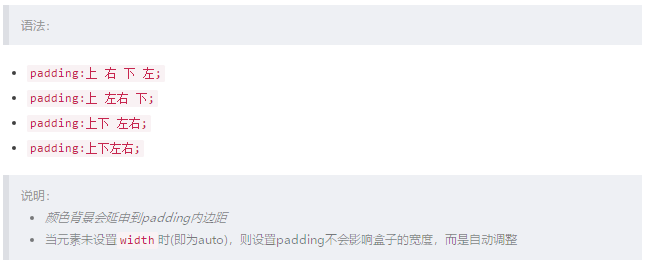 语法：
padding:上 右 下 左;
padding:上 左右 下;
padding:上下 左右;
padding:上下左右;
说明：
颜色背景会延申到padding内边距
当元素未设置 width 时(即为auto)，则设置padding不会影响盒子的宽度，而是自动调整